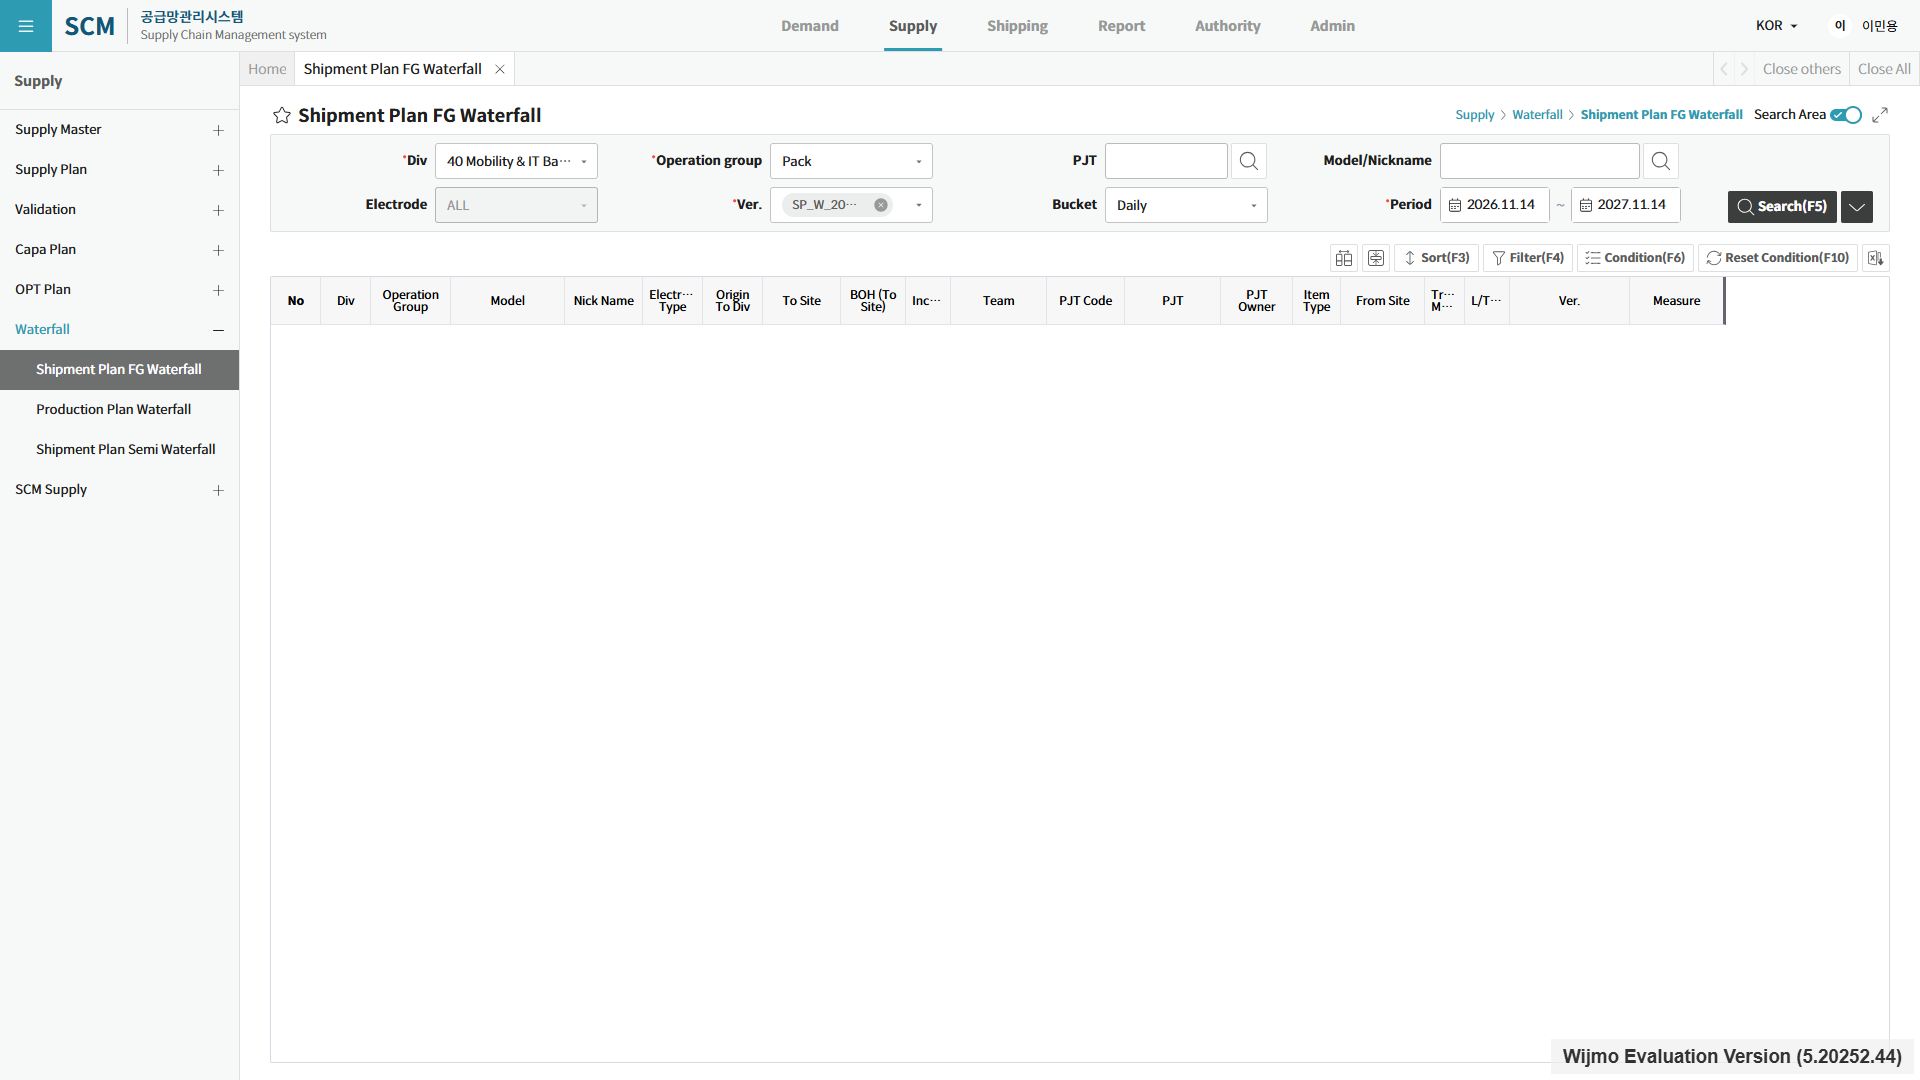 SCM
공급망관리시스템
Supply Chain Management system
Demand
Supply
Shipping
Report
Authority
Admin
KOR
이
이민용
Supply
Home
Shipment Plan FG Waterfall
Close others
Close All
Supply Master
Supply Plan
Validation
Capa Plan
OPT Plan
Waterfall
Shipment Plan FG Waterfall
Production Plan Waterfall
Shipment Plan Semi Waterfall
SCM Supply
Shipment Plan FG Waterfall
Supply > Waterfall > Shipment Plan FG Waterfall
Search Area
*Div
40 Mobility & IT Ba···
*Operation group
Pack
PJT
Model/Nickname
Electrode
ALL
*Ver.
SP_W_20···
Bucket
Daily
*Period
2026.11.14 ~ 2027.11.14
Search(F5)
Sort(F3)
Filter(F4)
Condition(F6)
Reset Condition(F10)
No
Div
Operation
Group
Model
Nick Name
Electr···
Type
Origin
To Div
To Site
BOH (To
Site)
Inc···
Team
PJT Code
PJT
PJT
Owner
Item
Type
From Site
Tr···
M···
L/T···
Ver.
Measure
Wijmo Evaluation Version (5.20252.44)